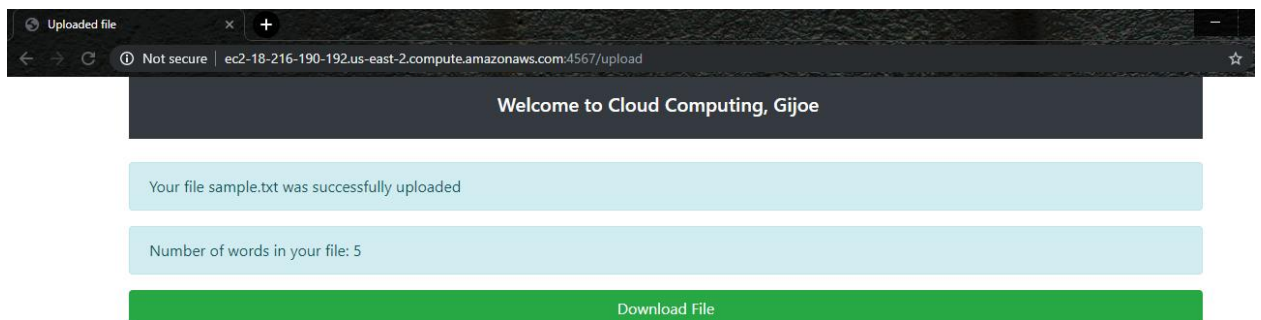 Uploaded file
Not secure | ec2-18-216-190-192.us-east-2.compute.amazonaws.com:4567/upload
Welcome to Cloud Computing, Gijoe
Your file sample.txt was successfully uploaded
Number of words in your file: 5
Download File